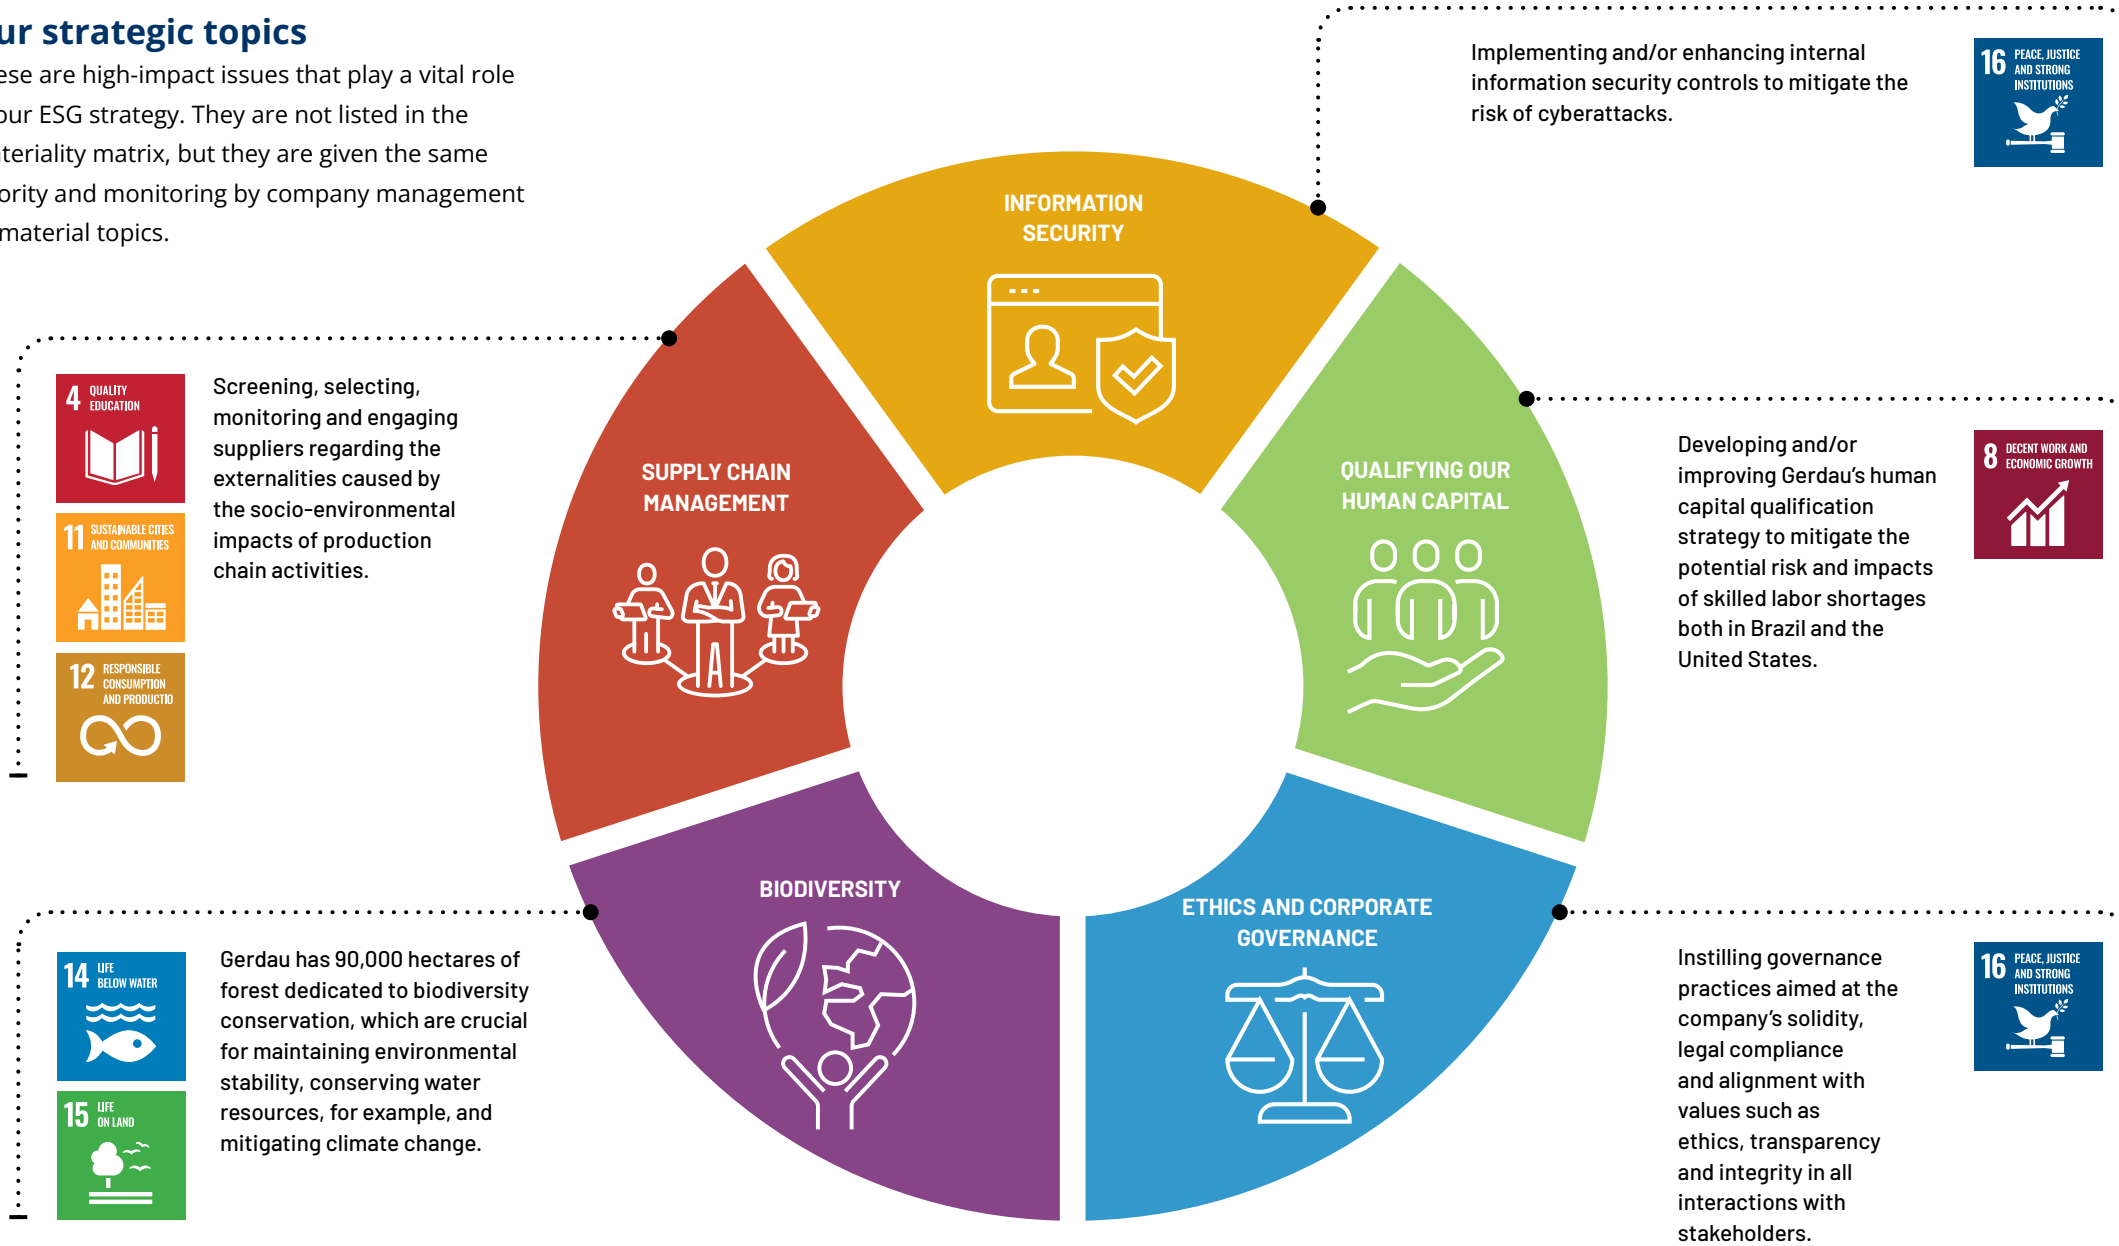 ur strategic topics
ese are high-impact issues that play a vital role
our ESG strategy. They are not listed in the
ateriality matrix, but they are given the same
ority and monitoring by company management
material topics.
Implementing and/or enhancing internal
information security controls to mitigate the
risk of cyberattacks.
16 PEACE, JUSTICE
AND STRONG
INSTITUTIONS
INFORMATION
SECURITY
4 QUALITY
EDUCATION
11 SUSTAINABLE CITIES
AND COMMUNITIES
12 RESPONSIBLE
CONSUMPTION
AND PRODUCTIO
Screening, selecting,
monitoring and engaging
suppliers regarding the
externalities caused by
the socio-environmental
impacts of production
chain activities.
SUPPLY CHAIN
MANAGEMENT
QUALIFYING OUR
HUMAN CAPITAL
Developing and/or
improving Gerdau's human
capital qualification
strategy to mitigate the
potential risk and impacts
of skilled labor shortages
both in Brazil and the
United States.
8 DECENT WORK AND
ECONOMIC GROWTH
14 LIFE
BELOW WATER
15 LIFE
ON LAND
Gerdau has 90,000 hectares of
forest dedicated to biodiversity
conservation, which are crucial
for maintaining environmental
stability, conserving water
resources, for example, and
mitigating climate change.
BIODIVERSITY
ETHICS AND CORPORATE
GOVERNANCE
Instilling governance
practices aimed at the
company's solidity,
legal compliance
and alignment with
values such as
ethics, transparency
and integrity in all
interactions with
stakeholders.
16 PEACE, JUSTICE
AND STRONG
INSTITUTIONS